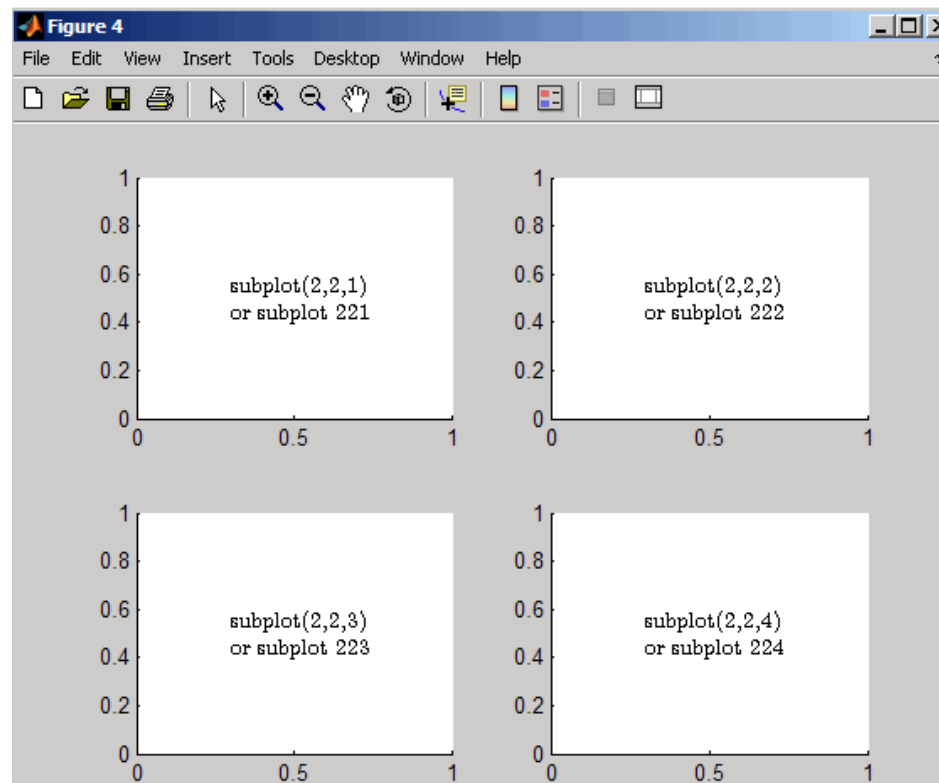 Figure 4
File Edit View Insert Tools Desktop Window Help
1
0.8
0.6
0.4
0.2
0
0 0.5 1
subplot(2,2,1)
or subplot 221
1
0.8
0.6
0.4
0.2
0
0 0.5 1
subplot(2,2,2)
or subplot 222
1
0.8
0.6
0.4
0.2
0
0 0.5 1
subplot(2,2,3)
or subplot 223
1
0.8
0.6
0.4
0.2
0
0 0.5 1
subplot(2,2,4)
or subplot 224